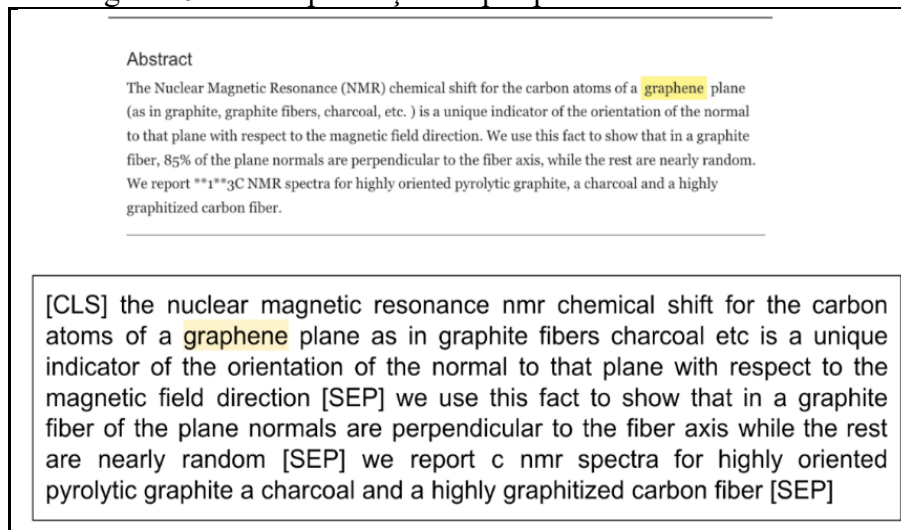 Abstract
The Nuclear Magnetic Resonance (NMR) chemical shift for the carbon atoms of a graphene plane
(as in graphite, graphite fibers, charcoal, etc. ) is a unique indicator of the orientation of the normal
to that plane with respect to the magnetic field direction. We use this fact to show that in a graphite
fiber, 85% of the plane normals are perpendicular to the fiber axis, while the rest are nearly random.
We report **1**3C NMR spectra for highly oriented pyrolytic graphite, a charcoal and a highly
graphitized carbon fiber.
[CLS] the nuclear magnetic resonance nmr chemical shift for the carbon
atoms of a graphene plane as in graphite fibers charcoal etc is a unique
indicator of the orientation of the normal to that plane with respect to the
magnetic field direction [SEP] we use this fact to show that in a graphite
fiber of the plane normals are perpendicular to the fiber axis while the rest
are nearly random [SEP] we report c nmr spectra for highly oriented
pyrolytic graphite a charcoal and a highly graphitized carbon fiber [SEP]